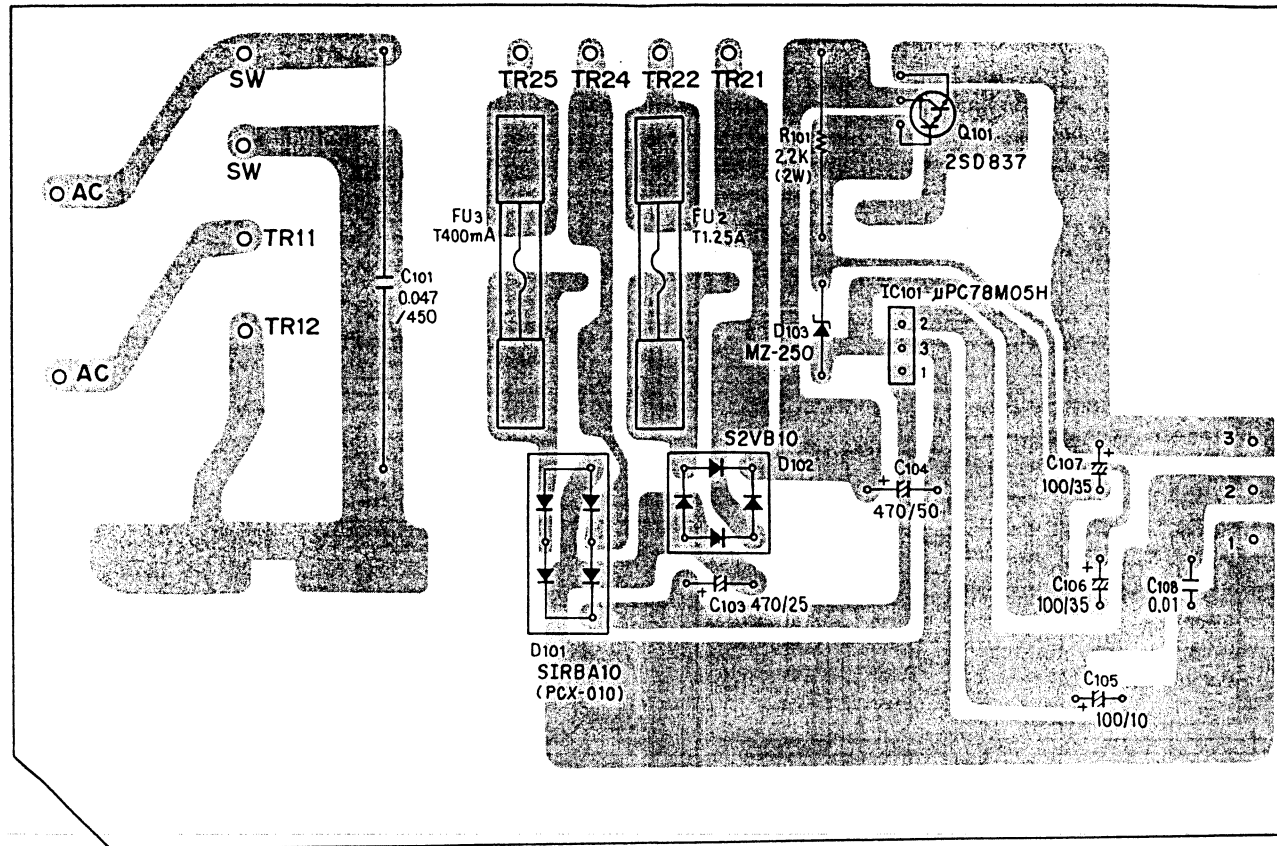 SW
SW
AC
TR11
TR12
AC
C101
0.047
/450
TR25 TR24 TR22 TR21
FU3
T400mA
FU2
T1.25A
R101
2.2K
(2W)
Q101
2SD837
IC101 µPC78M05H
2
3
1
D103
MZ-250
S2VB10
D102
+ C104
470/50
C107 +
100/35
3
2
1
C106 +
100/35
C108
0.01
+ C103 470/25
D101
SIRBA10
(PCX-010)
C105
+ 100/10